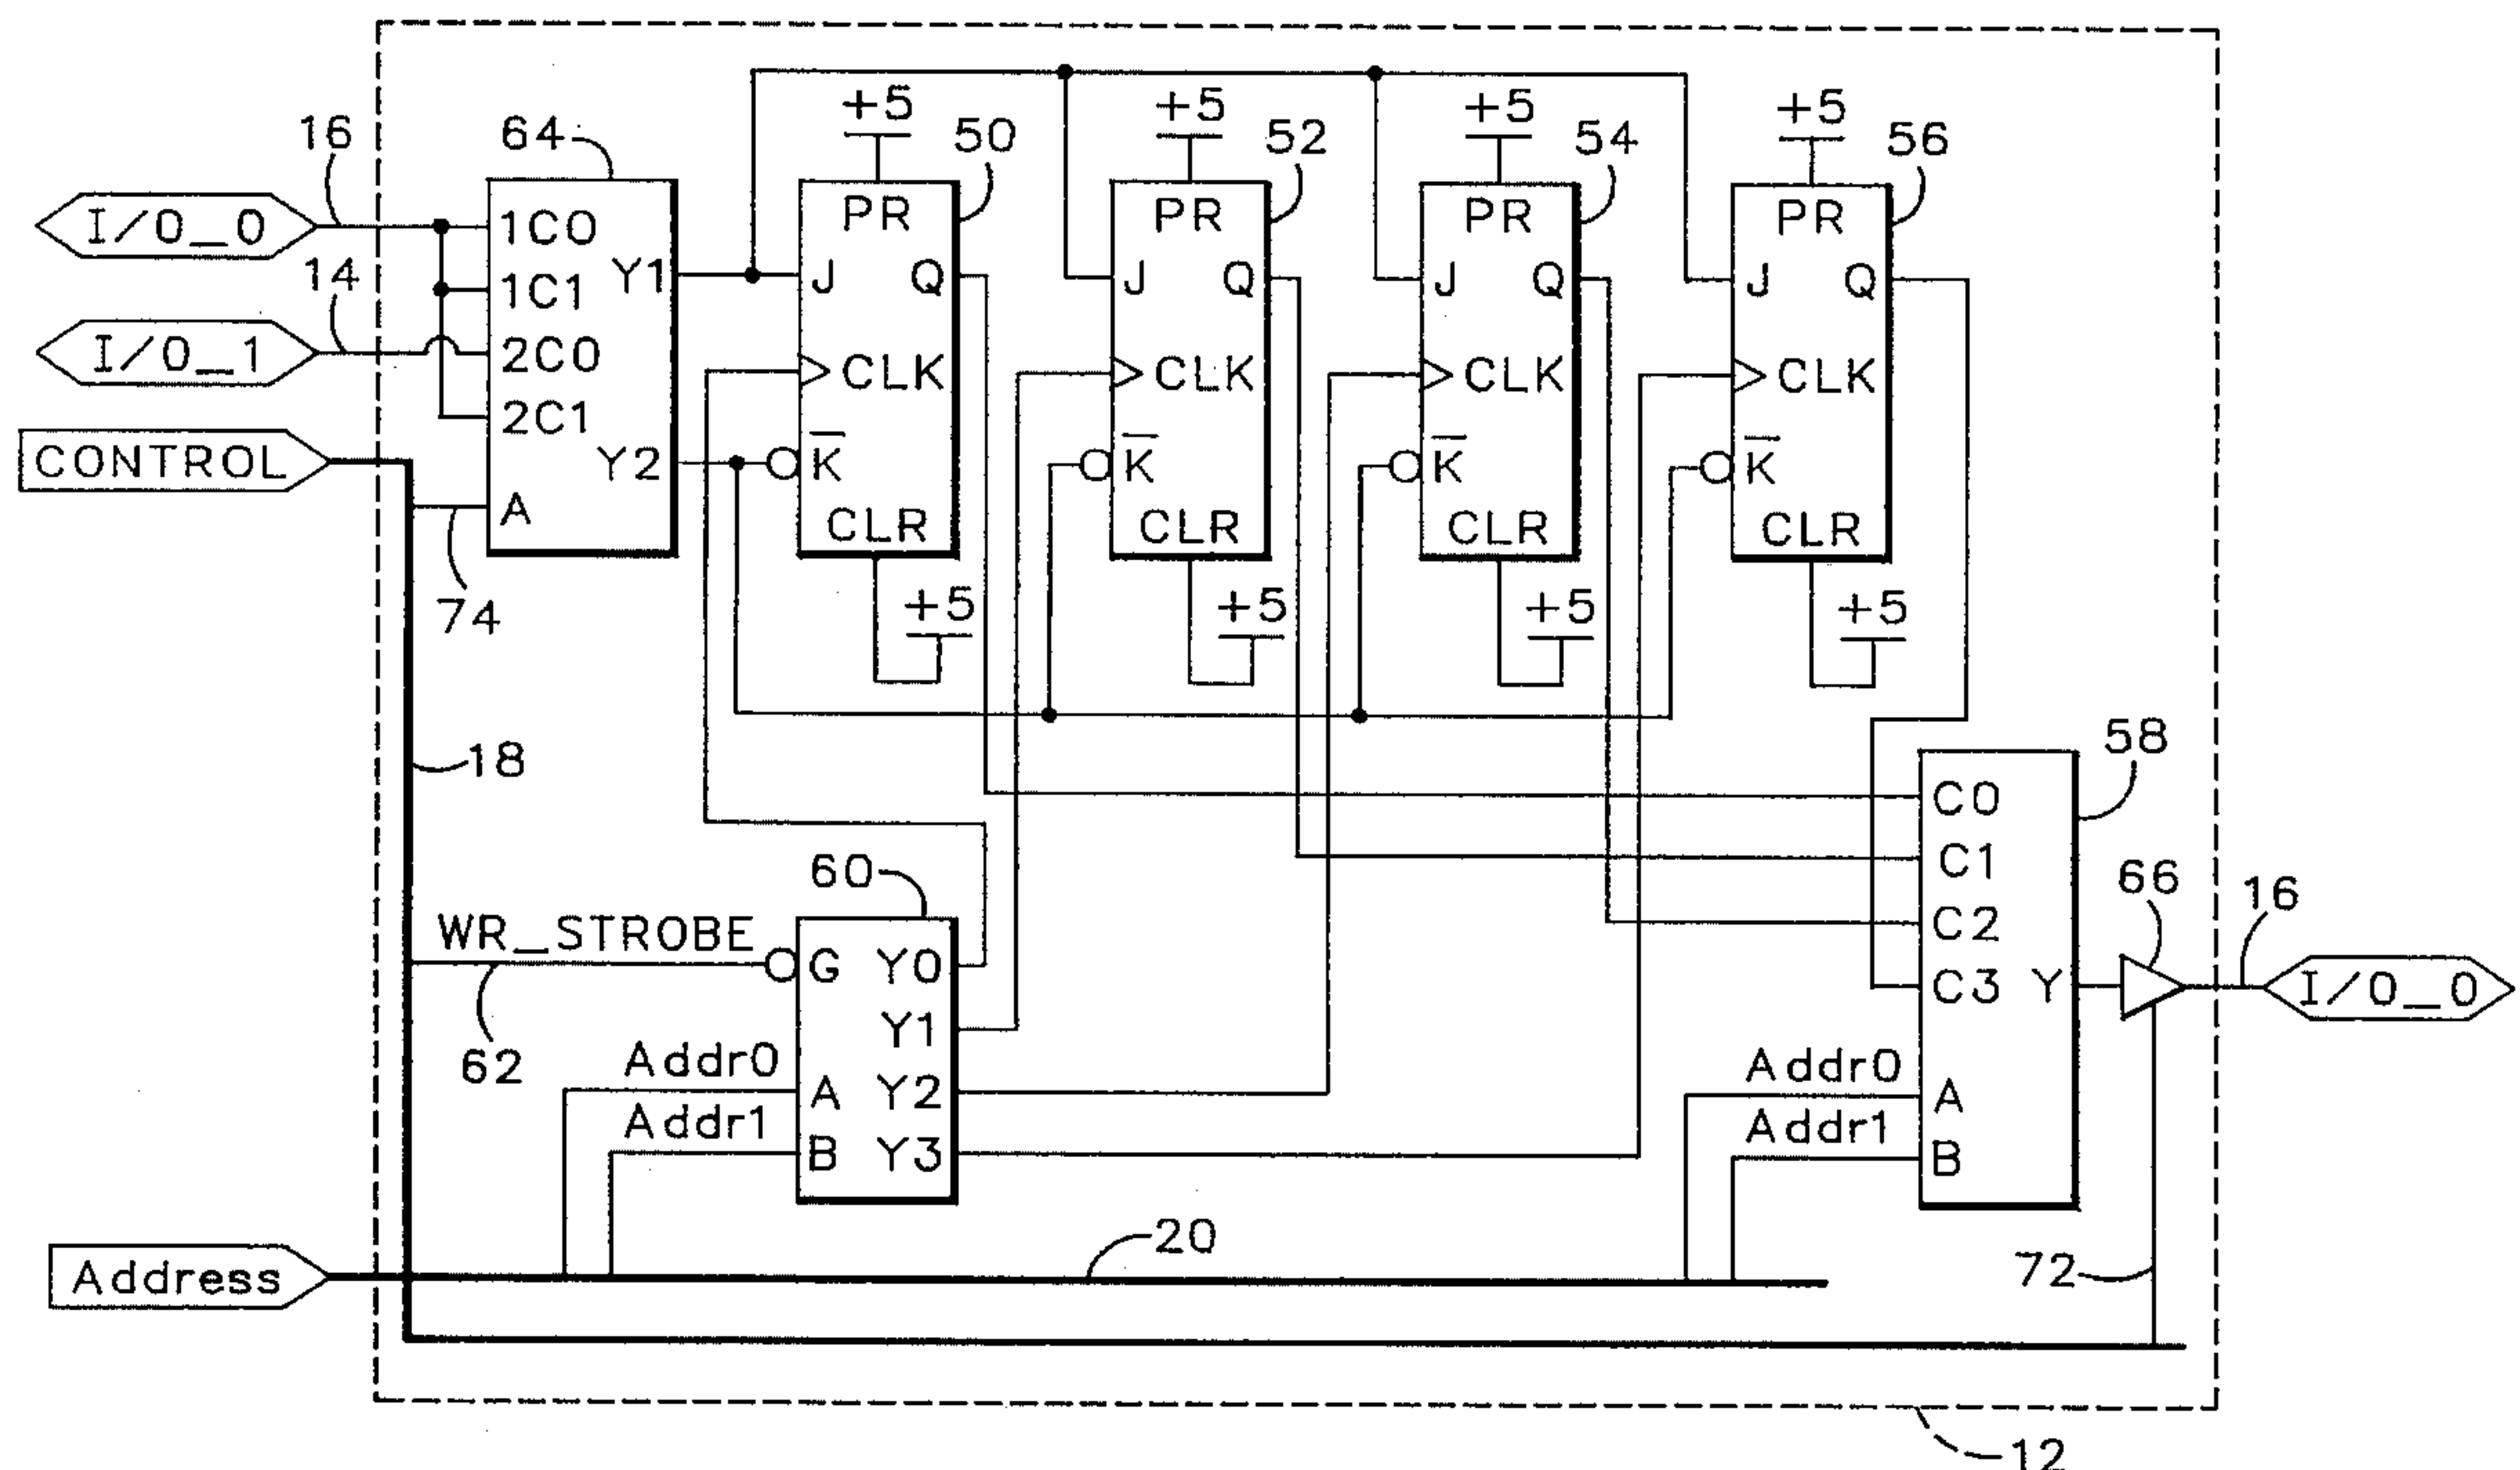 +5
+5
+5
+5
16
64
50
52
54
56
I/O_0
14
I/O_1
CONTROL
1C0
1C1
2C0
2C1
A
Y1
Y2
PR
J
Q
CLK
K̅
CLR
PR
J
Q
CLK
K̅
CLR
PR
J
Q
CLK
K̅
CLR
PR
J
Q
CLK
K̅
CLR
74
+5
+5
+5
+5
18
58
60
C0
C1
C2
C3
Y
A
B
66
16
I/O_0
WR_STROBE
62
G
Y0
Y1
A
Y2
B
Y3
Addr0
Addr1
Addr0
Addr1
20
72
Address
12